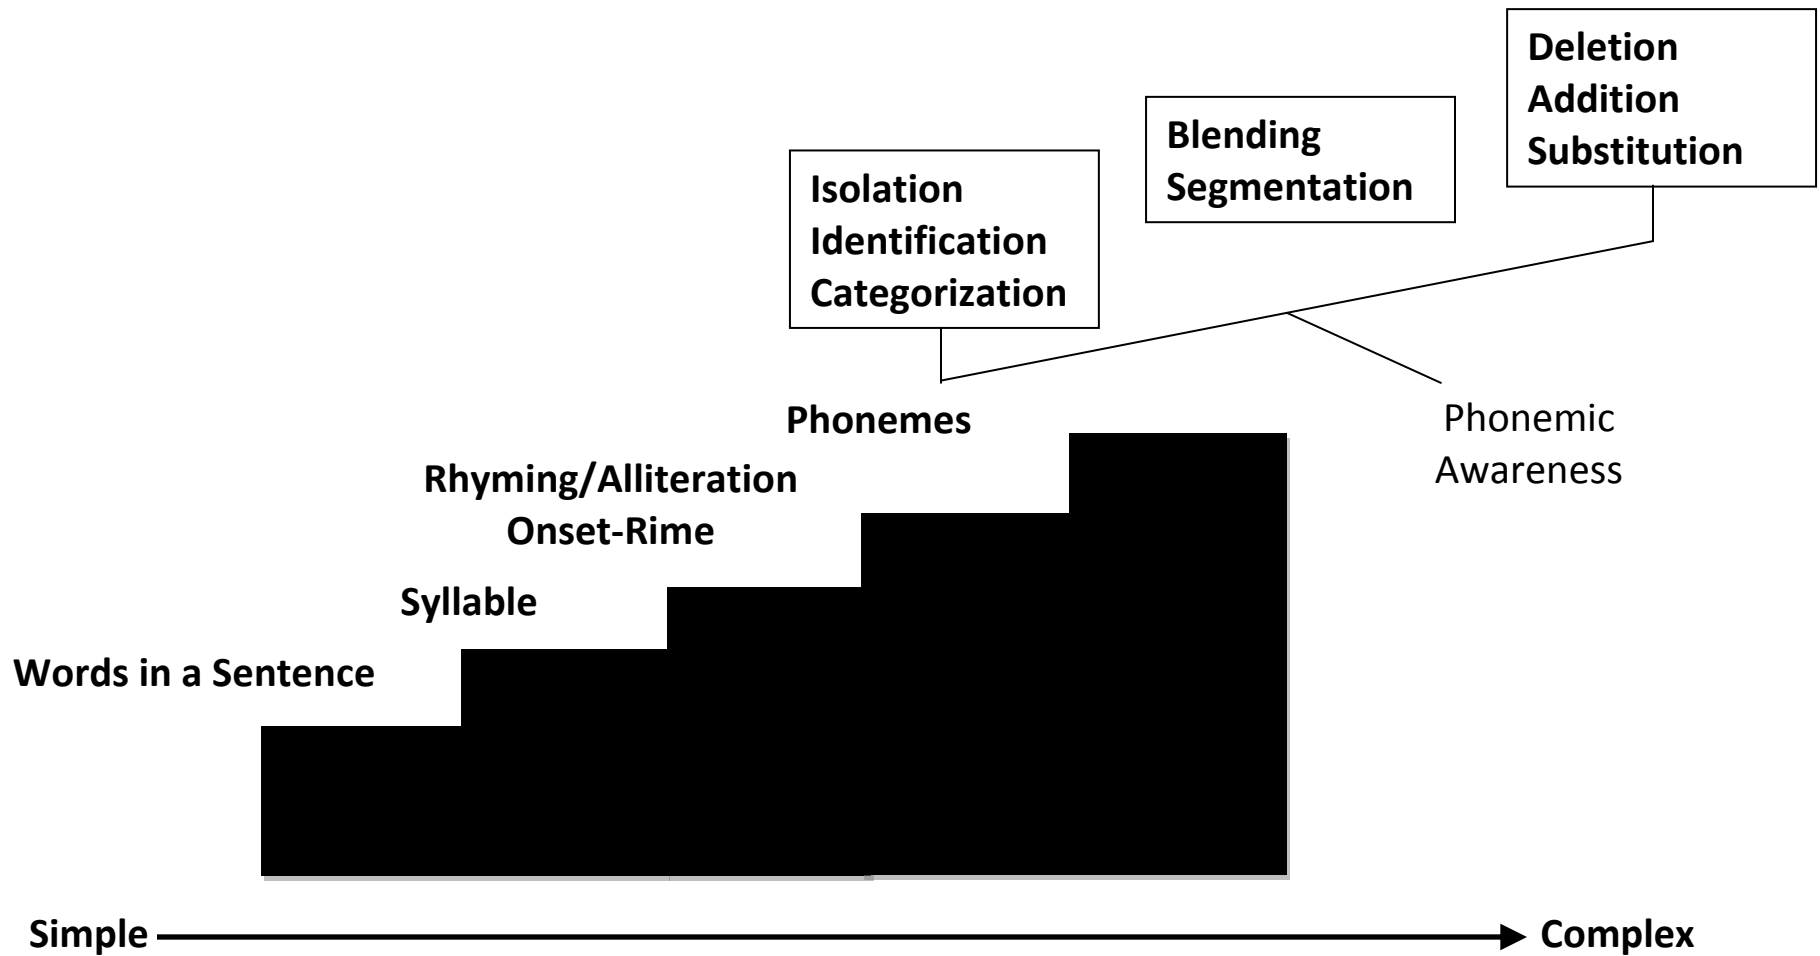 Deletion
Addition
Substitution
Blending
Segmentation
Isolation
Identification
Categorization
Phonemes
Phonemic
Awareness
Rhyming/Alliteration
Onset-Rime
Syllable
Words in a Sentence
Simple
Complex